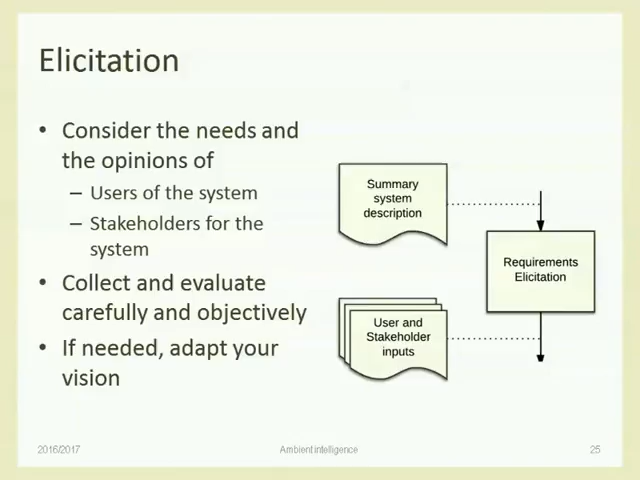 Elicitation
• Consider the needs and
the opinions of
– Users of the system
– Stakeholders for the
system
• Collect and evaluate
carefully and objectively
• If needed, adapt your
vision
Summary
system
description
Requirements
Elicitation
User and
Stakeholder
inputs
2016/2017
Ambient intelligence
25